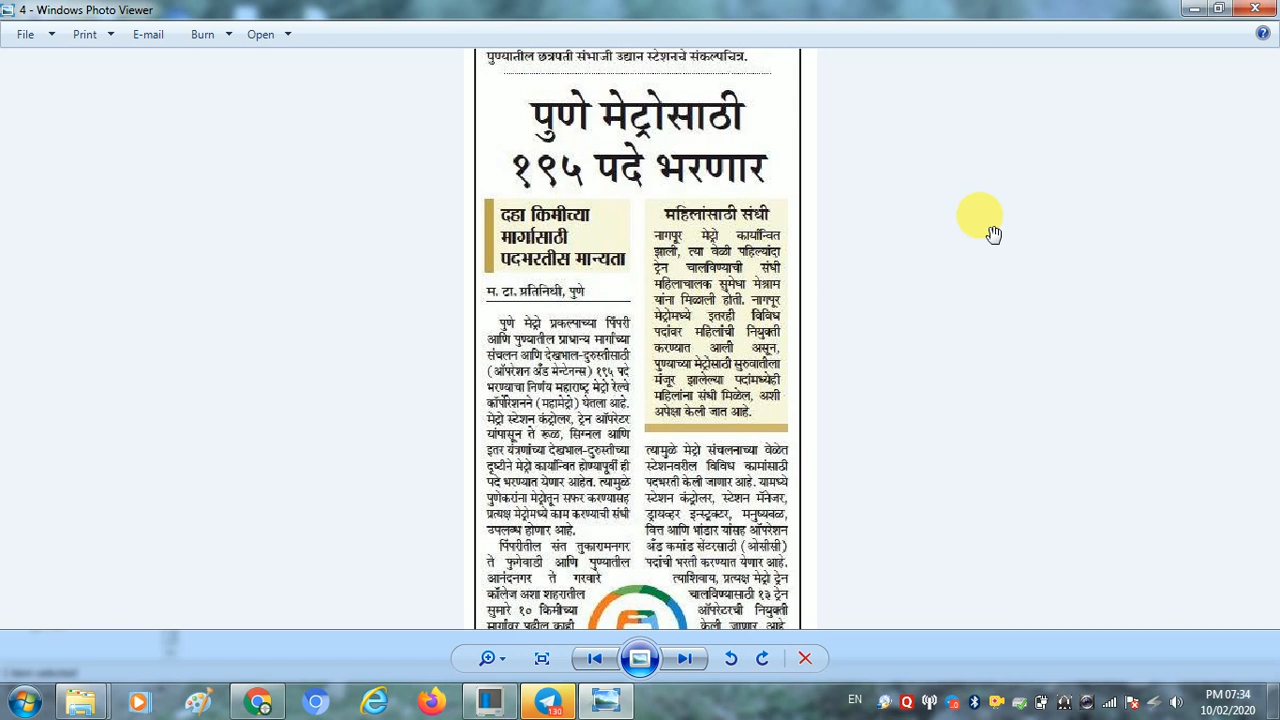 4 - Windows Photo Viewer
File Print E-mail Burn Open
पुण्यातील छत्रपती संभाजी उद्यान स्टेशनचे संकल्पचित्र.
पुणे मेट्रोसाठी
१९५ पदे भरणार
दहा किमीच्या
मार्गासाठी
पदभरतीस मान्यता
म. टा. प्रतिनिधी, पुणे
पुणे मेट्रो प्रकल्पाच्या पिंपरी
आणि पुण्यातील प्राधान्य मार्गाच्या
संचलन आणि देखभाल-दुरुस्तीसाठी
(ऑपरेशन अँड मेन्टेनन्स) १९५ पदे
भरण्याचा निर्णय महाराष्ट्र मेट्रो रेल्वे
कॉर्पोरेशनने (महामेट्रो) घेतला आहे.
मेट्रो स्टेशन कंट्रोलर, ट्रेन ऑपरेटर
यांपासून ते रूळ, सिग्नल आणि
इतर यंत्रणांच्या देखभाल-दुरुस्तीच्या
दृष्टीने मेट्रो कार्यान्वित होण्यापूर्वी ही
पदे भरण्यात येणार आहेत. त्यामुळे
पुणेकरांना मेट्रोतून सफर करण्यासह
प्रत्यक्ष मेट्रोमध्ये काम करण्याची संधी
उपलब्ध होणार आहे.
पिंपरीतील संत तुकारामनगर
ते फुगेवाडी आणि पुण्यातील
आनंदनगर ते गरवारे
कॉलेज अशा शहरातील
सुमारे १० किमीच्या
मार्गावर पुढील काही
महिलांसाठी संधी
नागपूर मेट्रो कार्यान्वित
झाली, त्या वेळी पहिल्यांदा
ट्रेन चालविण्याची संधी
महिलाचालक सुमेधा मेश्राम
यांना मिळाली होती. नागपूर
मेट्रोमध्ये इतरही विविध
पदांवर महिलांची नियुक्ती
करण्यात आली असून,
पुण्याच्या मेट्रोसाठी सुरुवातीला
मंजूर झालेल्या पदांमध्येही
महिलांना संधी मिळेल, अशी
अपेक्षा केली जात आहे.
त्यामुळे मेट्रो संचलनाच्या वेळेत
स्टेशनवरील विविध कामांसाठी
पदभरती केली जाणार आहे. यामध्ये
स्टेशन कंट्रोलर, स्टेशन मॅनेजर,
ड्रायव्हर इन्स्ट्रक्टर, मनुष्यबळ,
वित्त आणि भांडार यांसह ऑपरेशन
अँड कमांड सेंटरसाठी (ओसीसी)
पदांची भरती करण्यात येणार आहे.
त्याशिवाय, प्रत्यक्ष मेट्रो ट्रेन
चालविण्यासाठी १३ ट्रेन
ऑपरेटरची नियुक्ती
केली जाणार आहे
130
EN
PM 07:34
10/02/2020